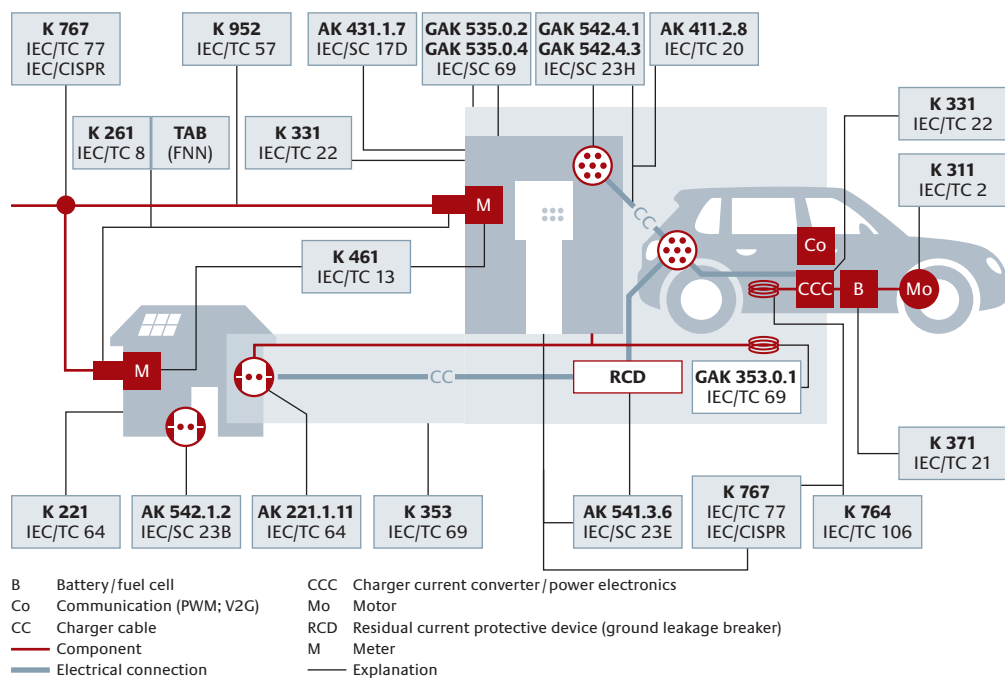 K 767
IEC/TC 77
IEC/CISPR
K 952
IEC/TC 57
AK 431.1.7
IEC/SC 17D
GAK 535.0.2
GAK 535.0.4
IEC/SC 69
GAK 542.4.1
GAK 542.4.3
IEC/SC 23H
AK 411.2.8
IEC/TC 20
K 331
IEC/TC 22
K 261
IEC/TC 8
TAB
(FNN)
K 331
IEC/TC 22
K 311
IEC/TC 2
M
CC
Co
K 461
IEC/TC 13
CCC
B
Mo
M
CC
RCD
GAK 353.0.1
IEC/TC 69
K 371
IEC/TC 21
K 221
IEC/TC 64
AK 542.1.2
IEC/SC 23B
AK 221.1.11
IEC/TC 64
K 353
IEC/TC 69
AK 541.3.6
IEC/SC 23E
K 767
IEC/TC 77
IEC/CISPR
K 764
IEC/TC 106
B Battery/fuel cell
Co Communication (PWM; V2G)
CC Charger cable
Component
Electrical connection
CCC Charger current converter/power electronics
Mo Motor
RCD Residual current protective device (ground leakage breaker)
M Meter
Explanation